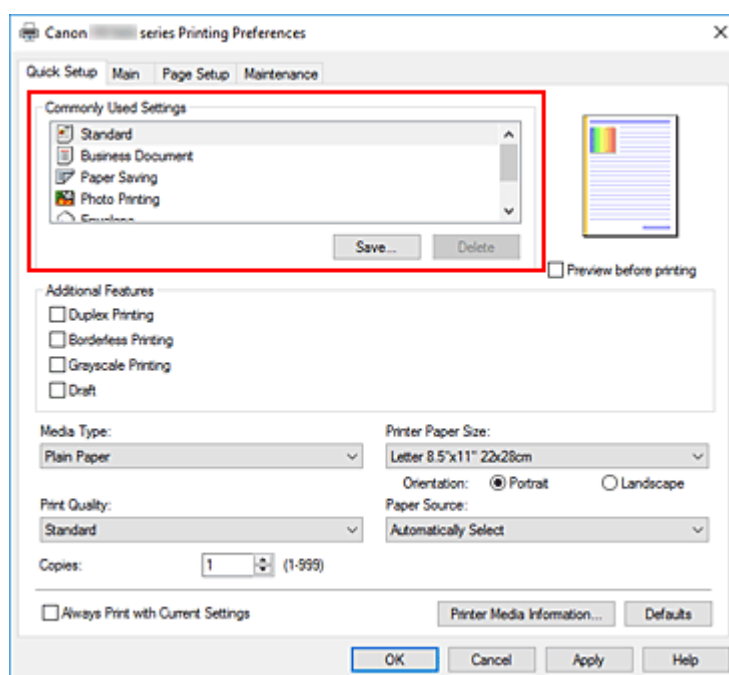 Canon series Printing Preferences
Quick Setup Main Page Setup Maintenance
Commonly Used Settings
Standard
Business Document
Paper Saving
Photo Printing
Envelope
Save... Delete
Preview before printing
Additional Features
Duplex Printing
Borderless Printing
Grayscale Printing
Draft
Media Type: Printer Paper Size:
Plain Paper Letter 8.5"x11" 22x28cm
Orientation: Portrait Landscape
Print Quality: Paper Source:
Standard Automatically Select
Copies: 1 (1-999)
Always Print with Current Settings Printer Media Information... Defaults
OK Cancel Apply Help